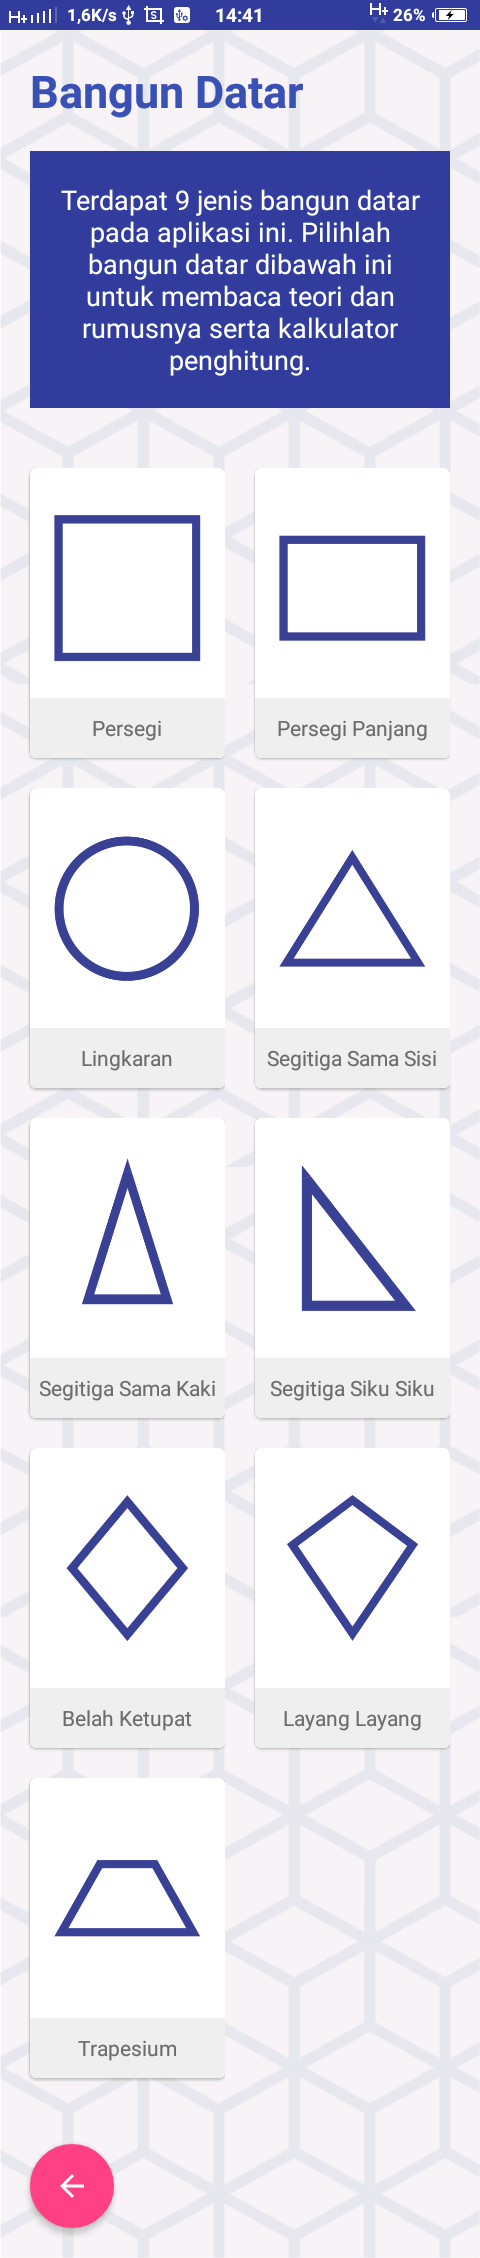 1,6K/s 14:41 H+ 26%
Bangun Datar
Terdapat 9 jenis bangun datar
pada aplikasi ini. Pilihlah
bangun datar dibawah ini
untuk membaca teori dan
rumusnya serta kalkulator
penghitung.
Persegi
Persegi Panjang
Lingkaran
Segitiga Sama Sisi
Segitiga Sama Kaki
Segitiga Siku Siku
Belah Ketupat
Layang Layang
Trapesium